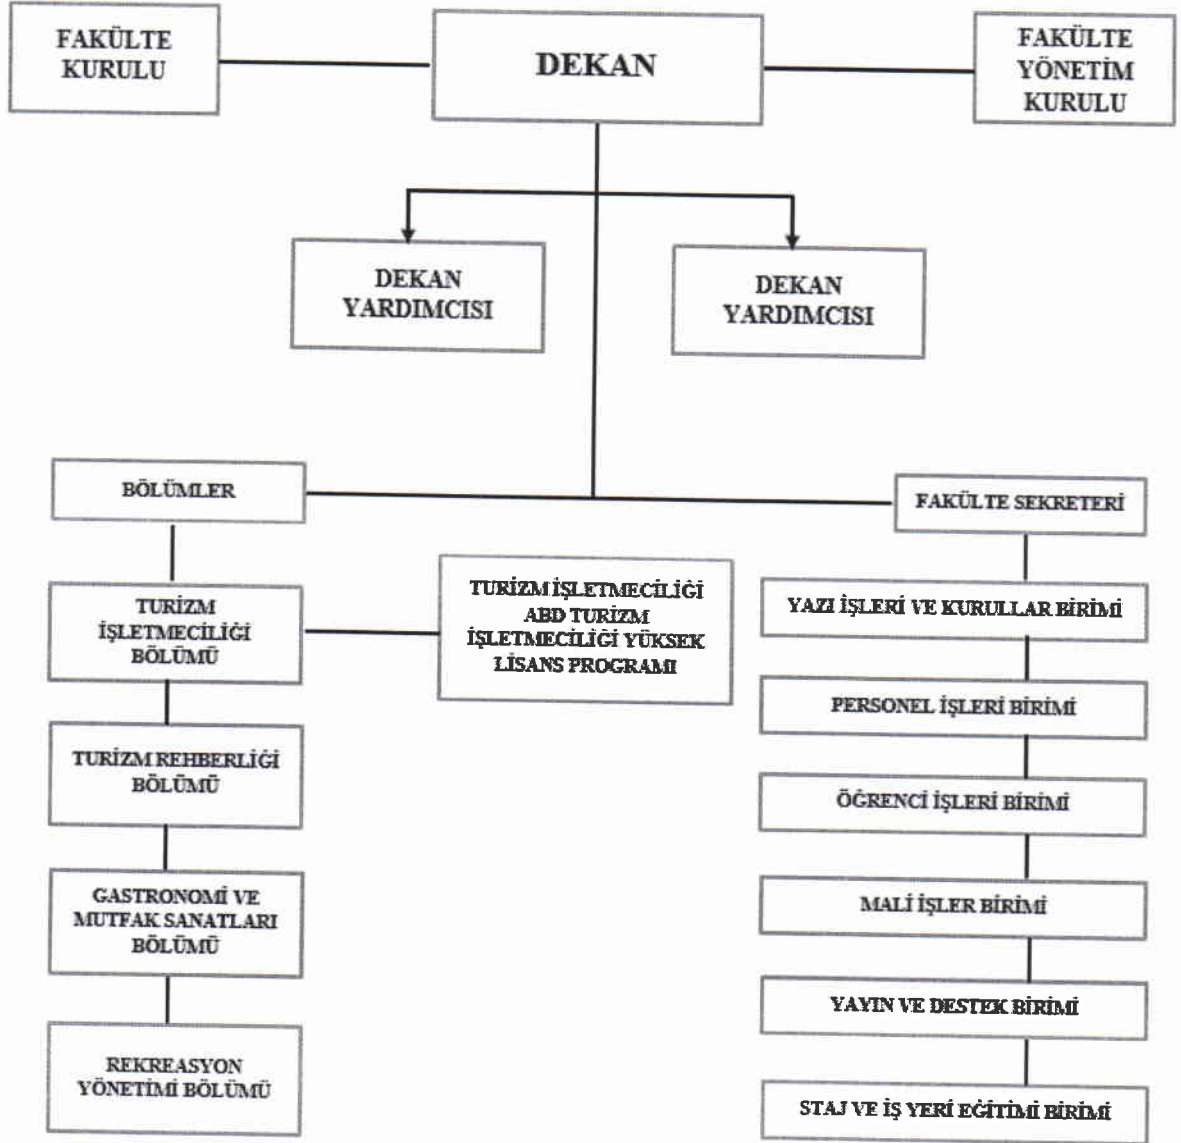 FAKÜLTE
KURULU
DEKAN
FAKÜLTE
YÖNETİM
KURULU
DEKAN
YARDIMCISI
DEKAN
YARDIMCISI
BÖLÜMLER
FAKÜLTE SEKRETERİ
TURİZM
İŞLETMECİLİĞİ
BÖLÜMÜ
TURİZM İŞLETMECİLİĞİ
ABD TURİZM
İŞLETMECİLİĞİ YÜKSEK
LİSANS PROGRAMI
TURİZM REHBERLİĞİ
BÖLÜMÜ
GASTRONOMİ VE
MUTFAK SANATLARI
BÖLÜMÜ
REKREASYON
YÖNETİMİ BÖLÜMÜ
YAZI İŞLERİ VE KURULLAR BİRİMİ
PERSONEL İŞLERİ BİRİMİ
ÖĞRENCİ İŞLERİ BİRİMİ
MALİ İŞLER BİRİMİ
YAYIN VE DESTEK BİRİMİ
STAJ VE İŞ YERİ EĞİTİMİ BİRİMİ